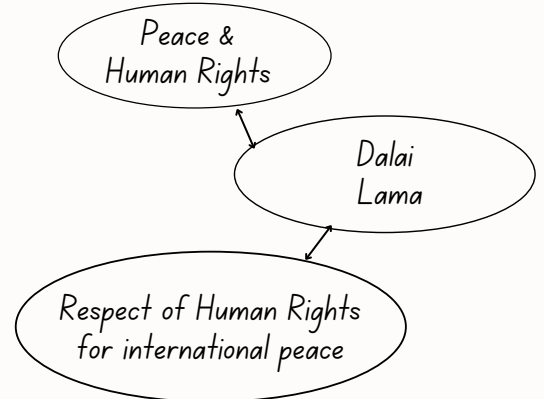 Peace &
Human Rights
Dalai
Lama
Respect of Human Rights
for international peace